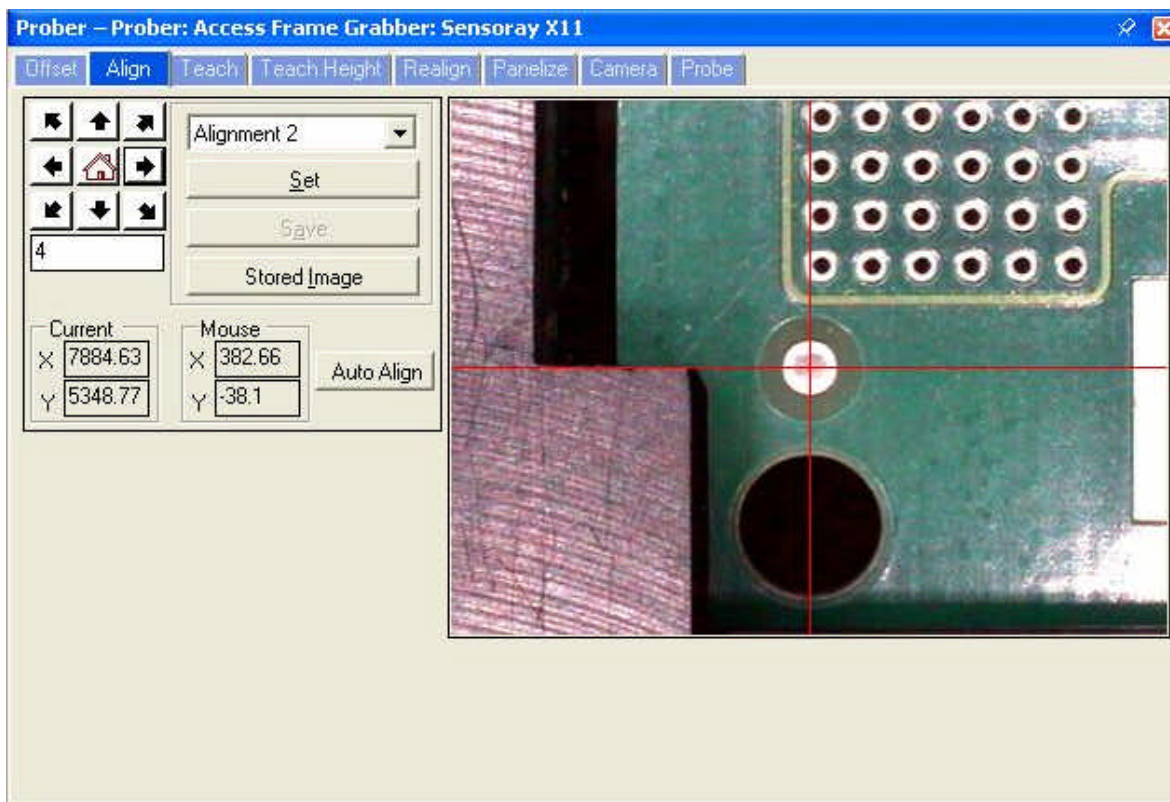 Prober – Prober: Access Frame Grabber: Sensoray X11
Offset Align Teach Teach Height Realign Panelize Camera Probe
Alignment 2
Set
Save
4
Stored Image
Current Mouse
X 7884.63 X 382.66 Auto Align
Y 5348.77 Y -38.1